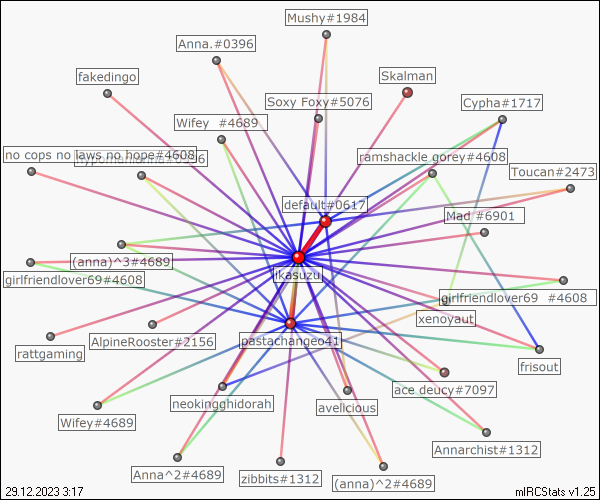 Mushy#1984
Anna.#0396
fakedingo
Skalman
Soxy Foxy#5076
Cypha#1717
Wifey #4689
no cops no laws no hope#4608
ramshackle gorey#4608
Toucan#2473
default#0617
Mad #6901
(anna)^3#4689
ikasuzu
girlfriendlover69#4608
girlfriendlover69 #4608
xenoyaut
rattgaming
AlpineRooster#2156
pastachangeo41
frisout
ace deucy#7097
neokingghidorah
avelicious
Wifey#4689
Annarchist#1312
Anna^2#4689
zibbits#1312
(anna)^2#4689
29.12.2023 3:17
mIRCStats v1.25